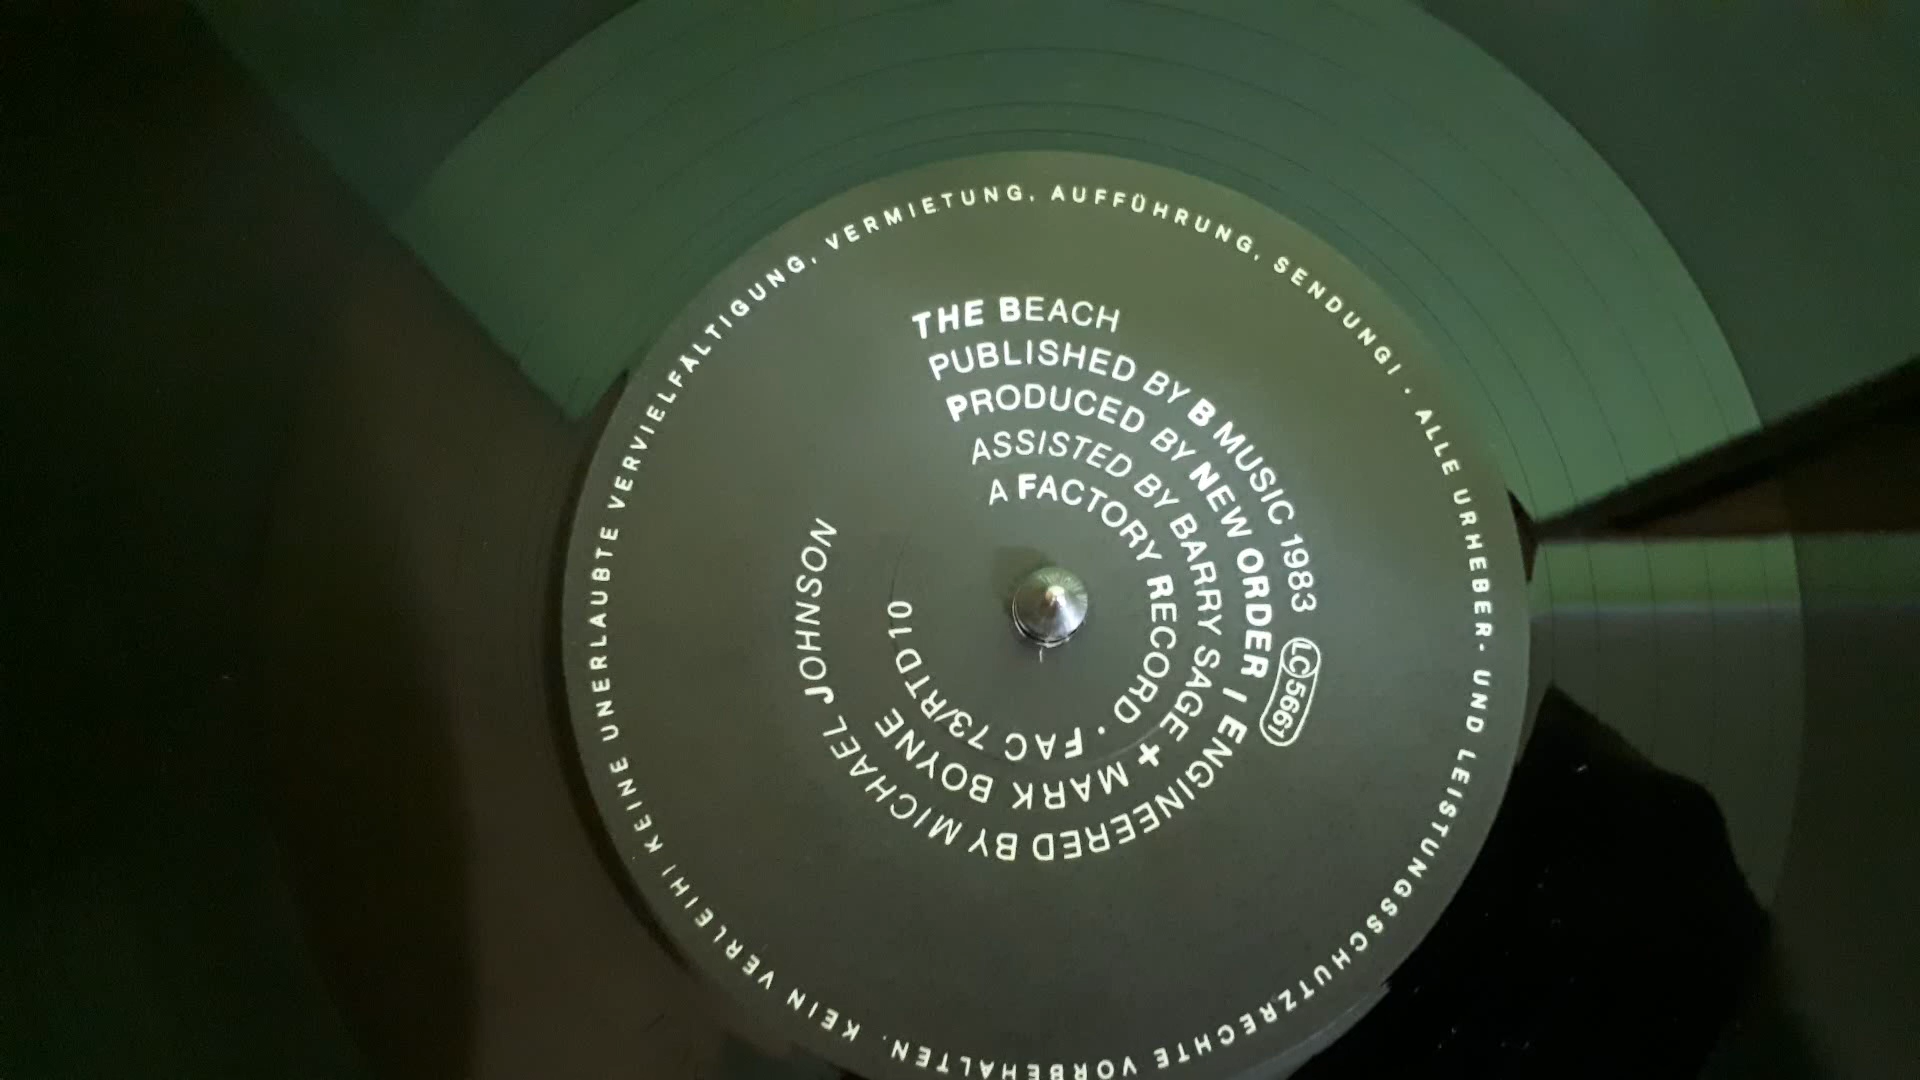 THE BEACH
PUBLISHED BY B MUSIC 1983 LC 5661
PRODUCED BY NEW ORDER I ENGINEERED BY MICHAEL JOHNSON
ASSISTED BY BARRY SAGE + MARK BOYNE
A FACTORY RECORD · FAC 73/RTD10
ALLE URHEBER- UND LEISTUNGSSCHUTZRECHTE VORBEHALTEN. KEIN VERLEIH! KEINE UNERLAUBTE VERVIELFÄLTIGUNG, VERMIETUNG, AUFFÜHRUNG, SENDUNG! ·